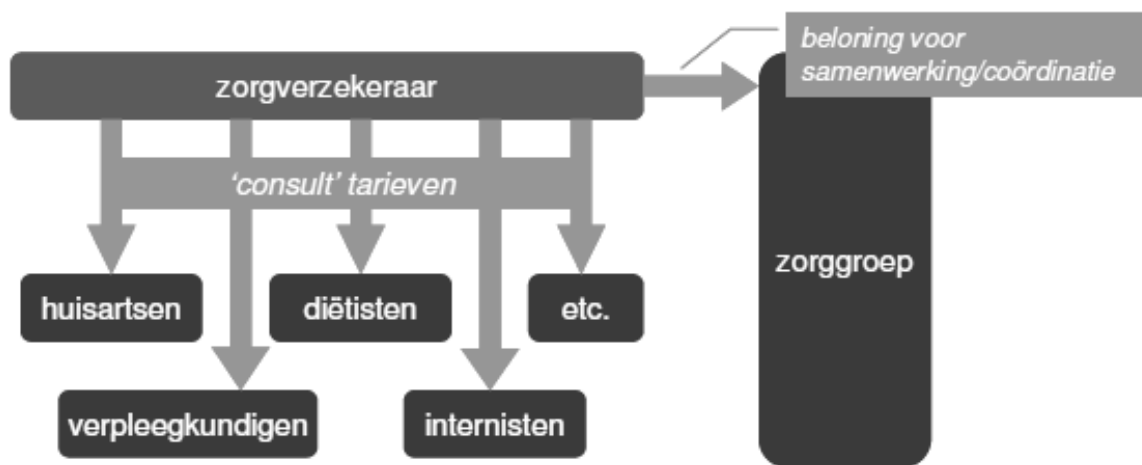 beloning voor
samenwerking/coördinatie
zorgverzekeraar
‘consult’ tarieven
zorggroep
huisartsen
diëtisten
etc.
verpleegkundigen
internisten